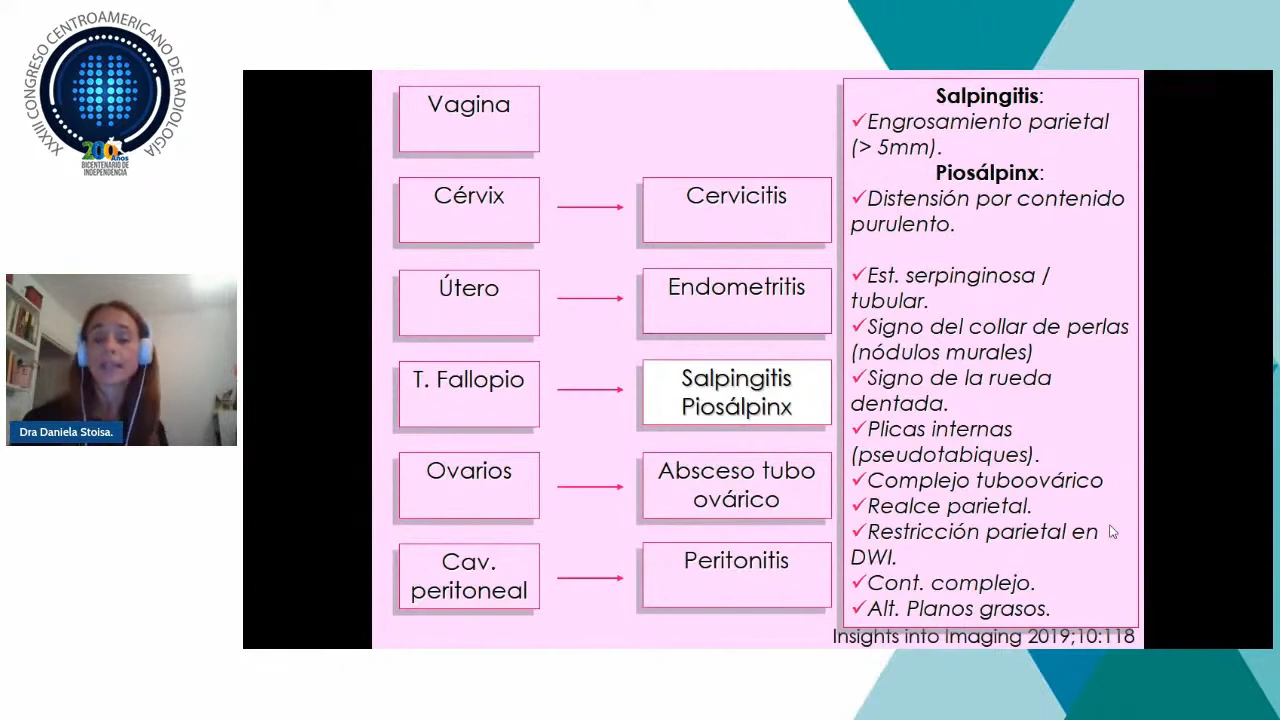 XXXIII CONGRESO CENTROAMERICANO DE RADIOLOGÍA
200 Años
BICENTENARIO DE
INDEPENDENCIA
Dra Daniela Stoisa.
Vagina
Cérvix
Cervicitis
Útero
Endometritis
T. Fallopio
Salpingitis
Piosálpinx
Ovarios
Absceso tubo
ovárico
Cav.
peritoneal
Peritonitis
Salpingitis:
✓Engrosamiento parietal
(> 5mm).
Piosálpinx:
✓Distensión por contenido
purulento.
✓Est. serpinginosa /
tubular.
✓Signo del collar de perlas
(nódulos murales)
✓Signo de la rueda
dentada.
✓Plicas internas
(pseudotabiques).
✓Complejo tuboovárico
✓Realce parietal.
✓Restricción parietal en
DWI.
✓Cont. complejo.
✓Alt. Planos grasos.
Insights into Imaging 2019;10:118